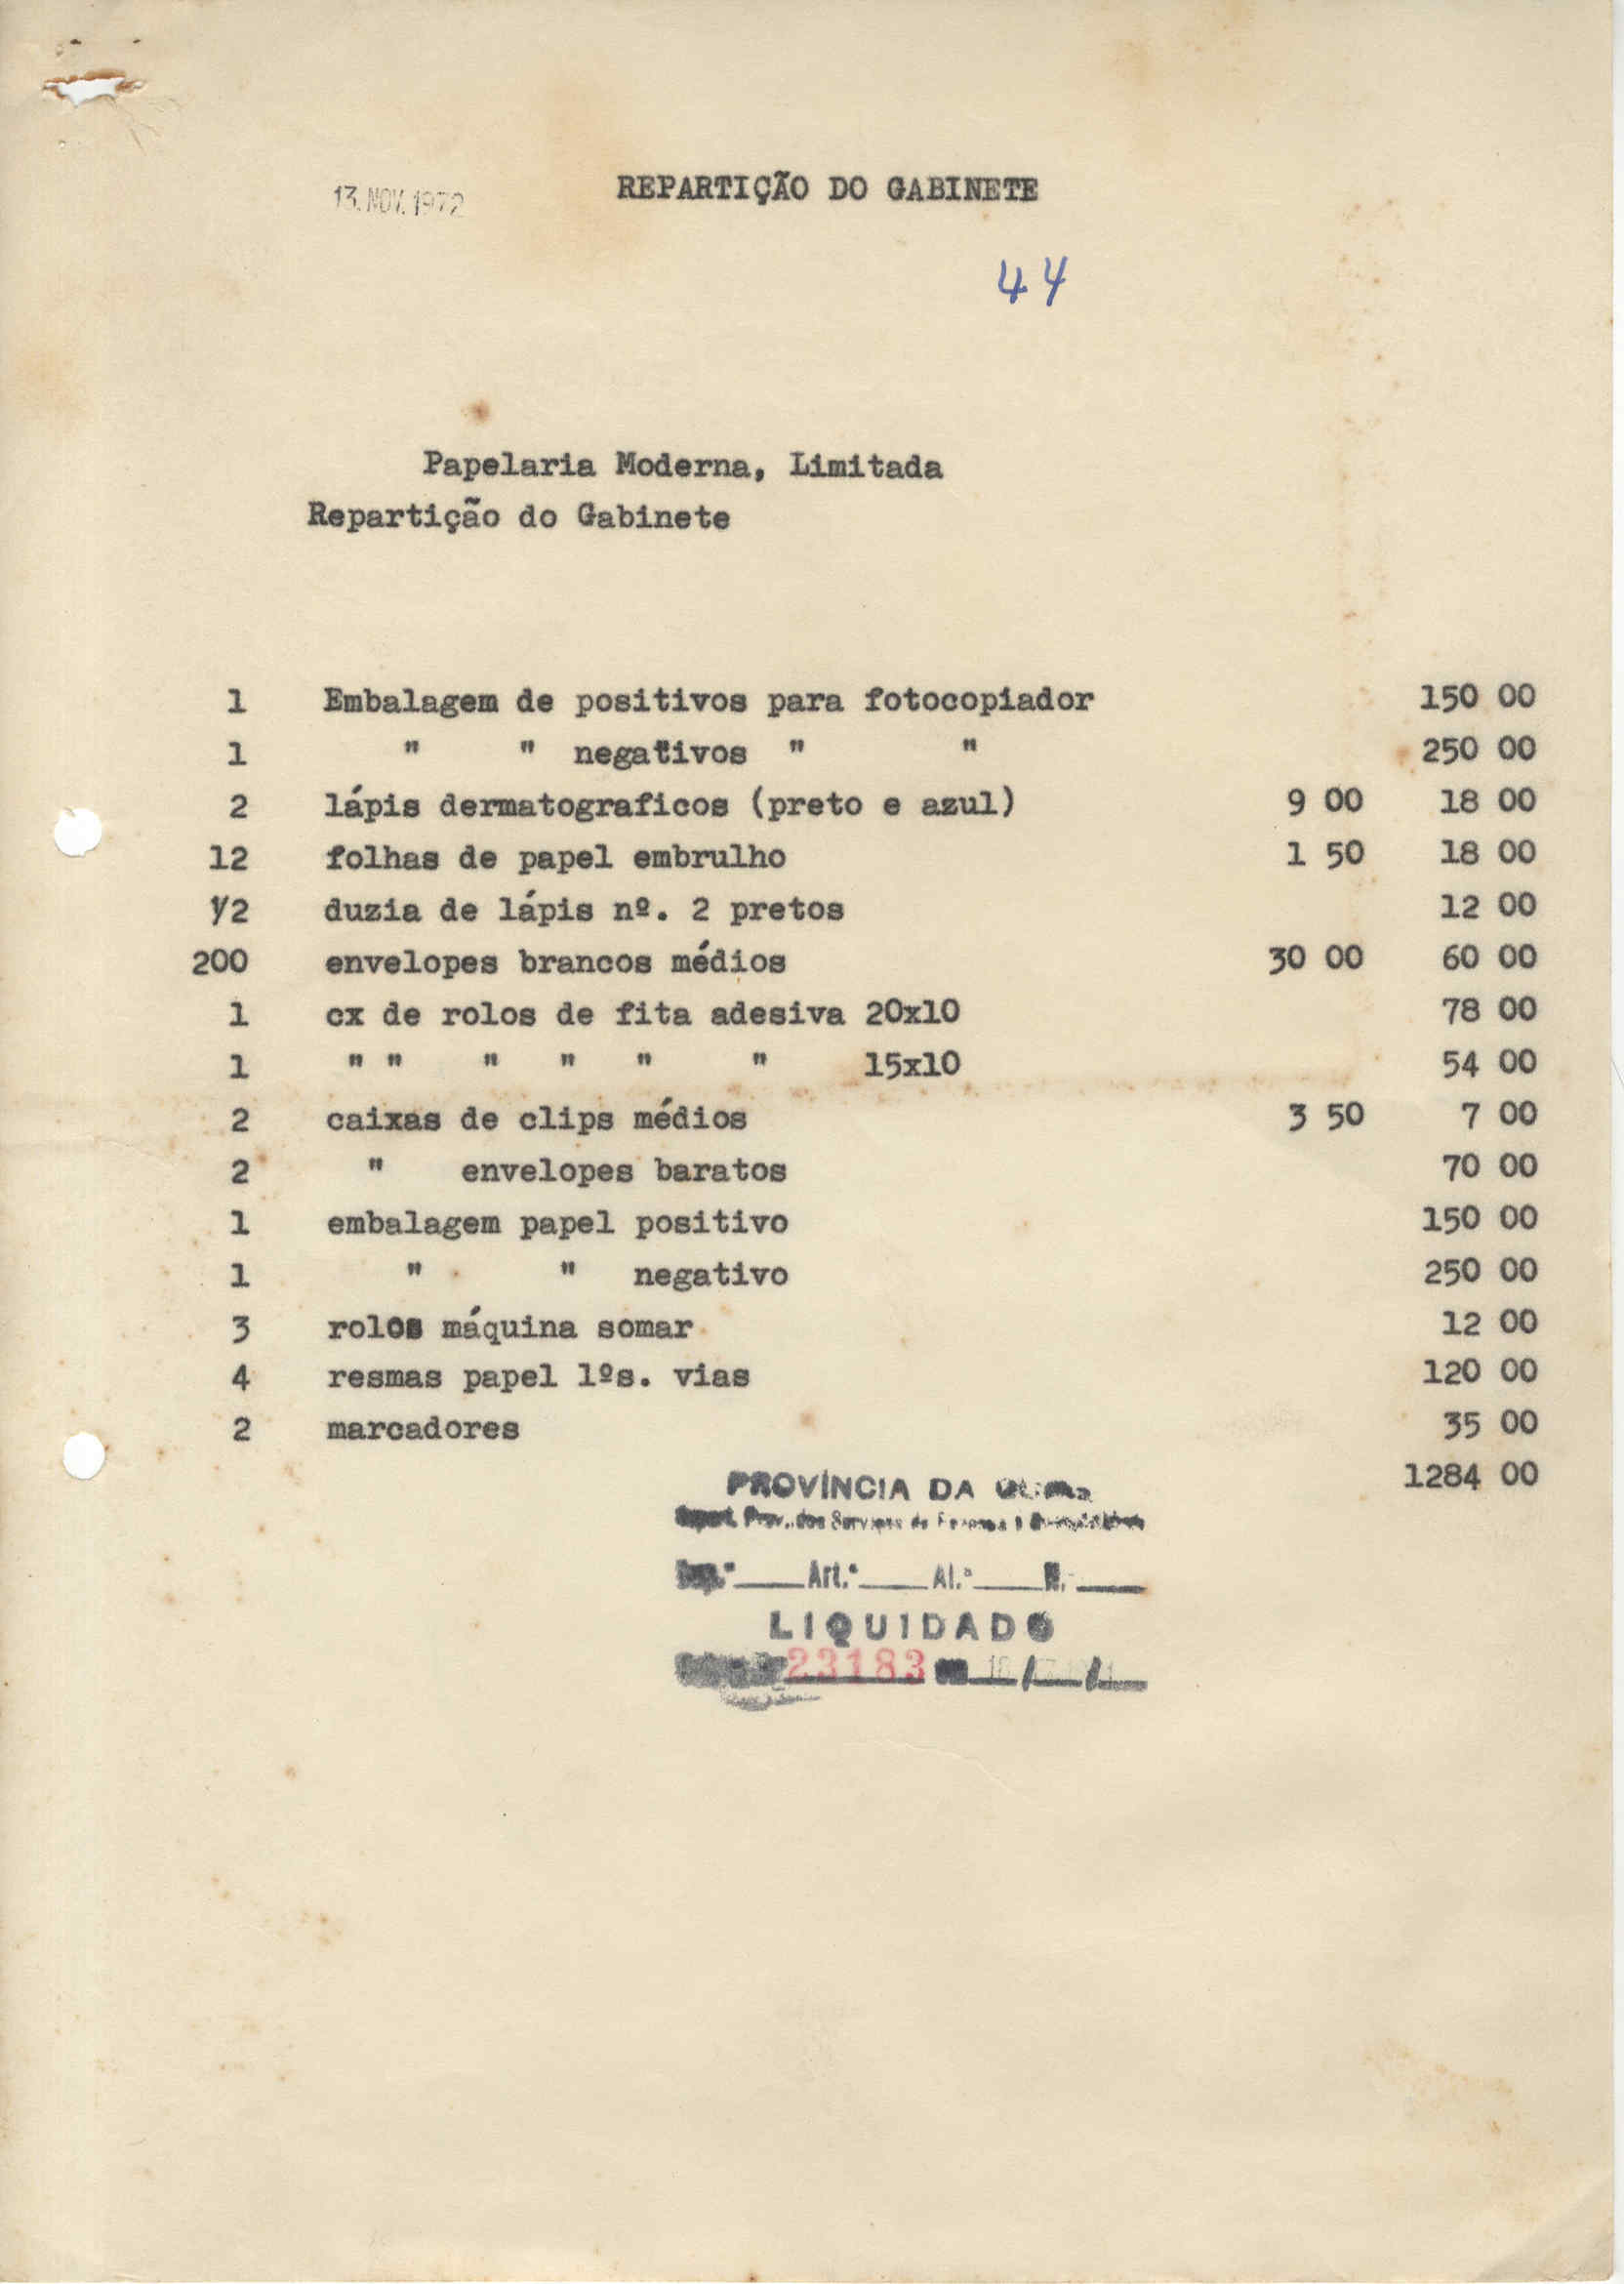 13. NOV. 1972
REPARTIÇÃO DO GABINETE
44
Papelaria Moderna, Limitada
Repartição do Gabinete
1 Embalagem de positivos para fotocopiador 150 00
1 " " negativos " " 250 00
2 lápis dermatograficos (preto e azul) 9 00 18 00
12 folhas de papel embrulho 1 50 18 00
1/2 duzia de lápis nº. 2 pretos 12 00
200 envelopes brancos médios 30 00 60 00
1 cx de rolos de fita adesiva 20x10 78 00
1 " " " " " " 15x10 54 00
2 caixas de clips médios 3 50 7 00
2 " envelopes baratos 70 00
1 embalagem papel positivo 150 00
1 " " negativo 250 00
3 rolos máquina somar 12 00
4 resmas papel 1ºs. vias 120 00
2 marcadores 35 00
1284 00
PROVÍNCIA DA
Prov. dos Serviços de
Art.º Al.ª N.
LIQUIDADO
23183